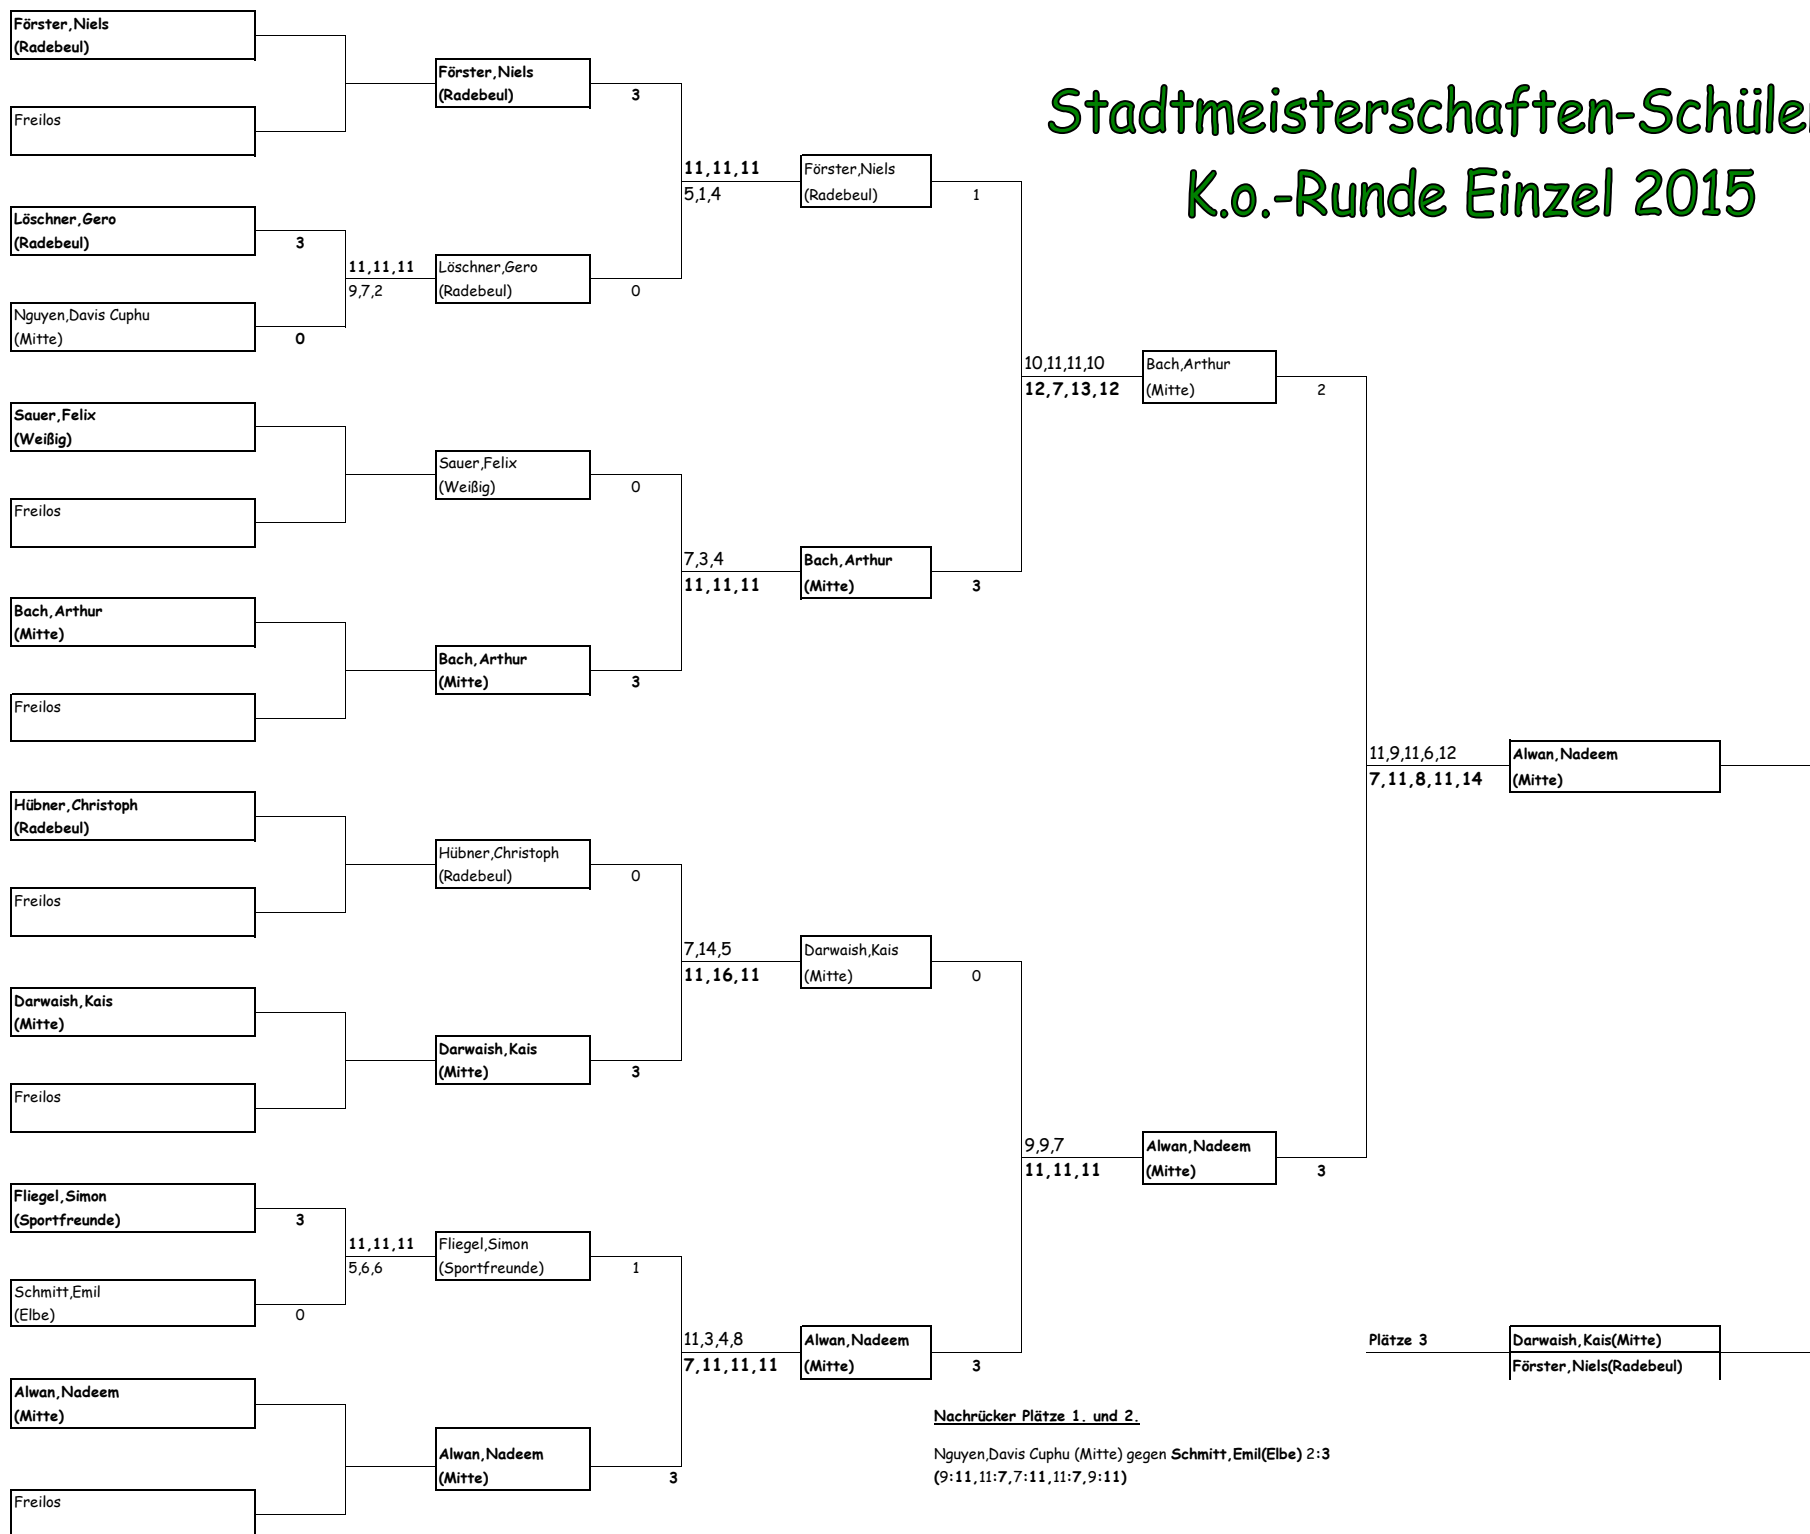 Förster,Niels
(Radebeul)
Freilos
Löschner,Gero
(Radebeul)
3
Nguyen,Davis Cuphu
(Mitte)
0
Sauer,Felix
(Weißig)
Freilos
Bach,Arthur
(Mitte)
Freilos
Hübner,Christoph
(Radebeul)
Freilos
Darwaish,Kais
(Mitte)
Freilos
Fliegel,Simon
(Sportfreunde)
3
Schmitt,Emil
(Elbe)
0
Alwan,Nadeem
(Mitte)
Freilos
Förster,Niels
(Radebeul)
3
11,11,11
9,7,2
Löschner,Gero
(Radebeul)
0
Sauer,Felix
(Weißig)
0
Bach,Arthur
(Mitte)
3
Hübner,Christoph
(Radebeul)
0
Darwaish,Kais
(Mitte)
3
11,11,11
5,6,6
Fliegel,Simon
(Sportfreunde)
1
Alwan,Nadeem
(Mitte)
3
11,11,11
5,1,4
Förster,Niels
(Radebeul)
1
7,3,4
11,11,11
Bach,Arthur
(Mitte)
3
7,14,5
11,16,11
Darwaish,Kais
(Mitte)
0
11,3,4,8
7,11,11,11
Alwan,Nadeem
(Mitte)
3
Stadtmeisterschaften-Schüler
K.o.-Runde Einzel 2015
10,11,11,10
12,7,13,12
Bach,Arthur
(Mitte)
2
9,9,7
11,11,11
Alwan,Nadeem
(Mitte)
3
11,9,11,6,12
7,11,8,11,14
Alwan,Nadeem
(Mitte)
Plätze 3
Darwaish,Kais(Mitte)
Förster,Niels(Radebeul)
Nachrücker Plätze 1. und 2.
Nguyen,Davis Cuphu (Mitte) gegen Schmitt,Emil(Elbe) 2:3
(9:11,11:7,7:11,11:7,9:11)